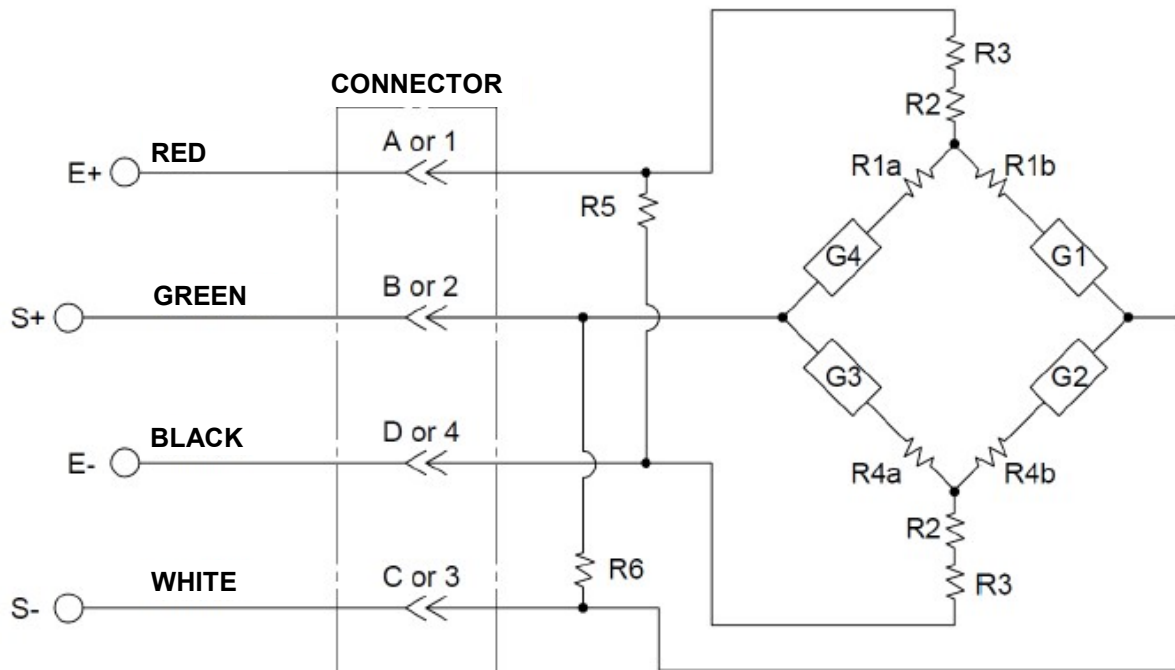 R3
CONNECTOR
R2
RED
A or 1
E+
R1a
R1b
R5
G4
G1
GREEN
B or 2
S+
G3
G2
BLACK
D or 4
E-
R4a
R4b
R2
WHITE
C or 3
R6
R3
S-